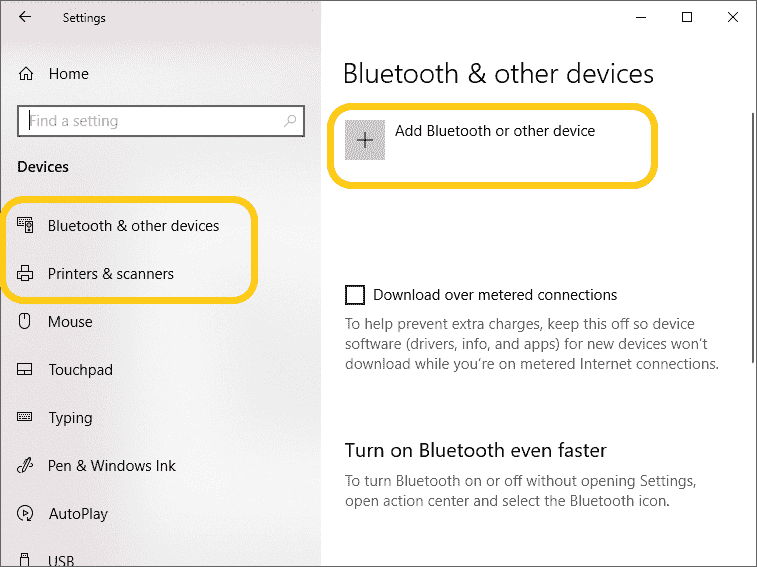 Settings
Home
Find a setting
Devices
Bluetooth & other devices
Printers & scanners
Mouse
Touchpad
Typing
Pen & Windows Ink
AutoPlay
USB
Bluetooth & other devices
Add Bluetooth or other device
Download over metered connections
To help prevent extra charges, keep this off so device
software (drivers, info, and apps) for new devices won't
download while you're on metered Internet connections.
Turn on Bluetooth even faster
To turn Bluetooth on or off without opening Settings,
open action center and select the Bluetooth icon.